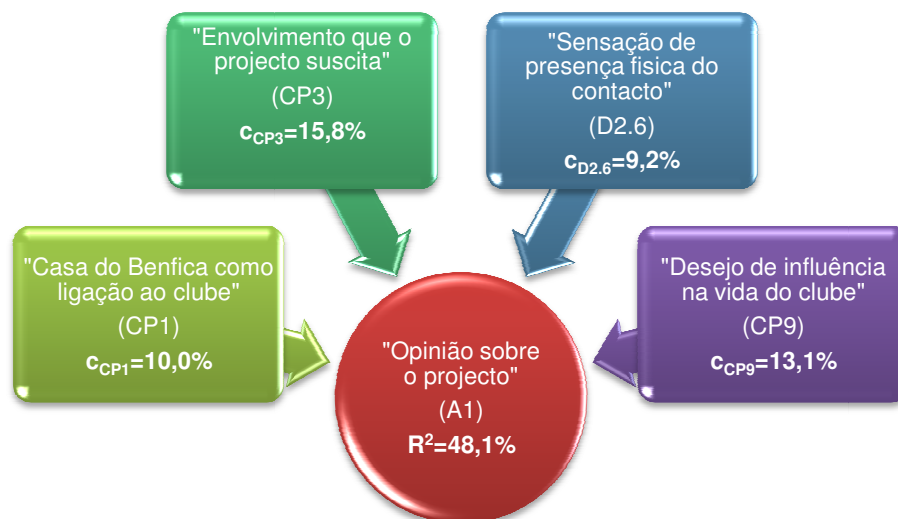 "Envolvimento que o
projecto suscita"
(CP3)
cCP3=15,8%
"Sensação de
presença fisica do
contacto"
(D2.6)
cD2.6=9,2%
"Casa do Benfica como
ligação ao clube"
(CP1)
cCP1=10,0%
"Opinião sobre
o projecto"
(A1)
R²=48,1%
"Desejo de influência
na vida do clube"
(CP9)
cCP9=13,1%